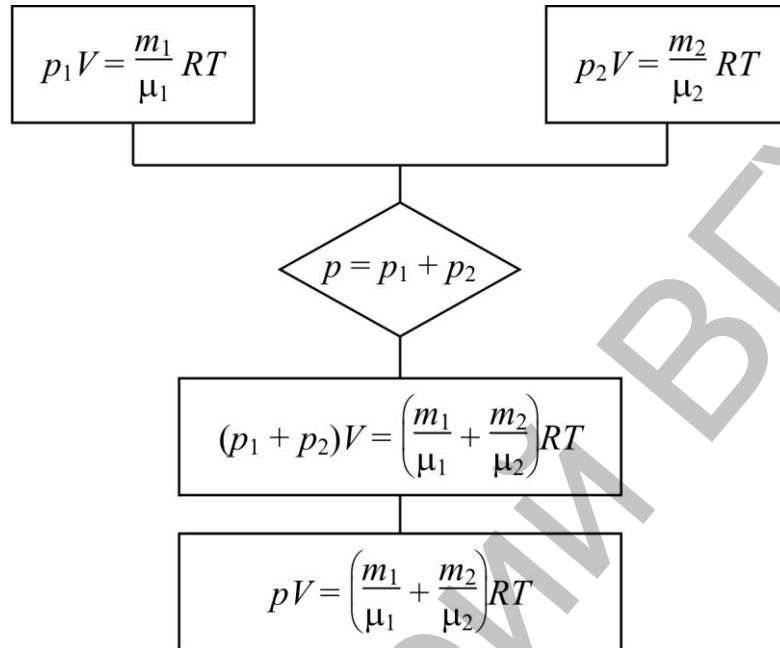 p₁V = m₁/μ₁ RT
p₂V = m₂/μ₂ RT
p = p₁ + p₂
(p₁ + p₂)V = (m₁/μ₁ + m₂/μ₂)RT
pV = (m₁/μ₁ + m₂/μ₂)RT